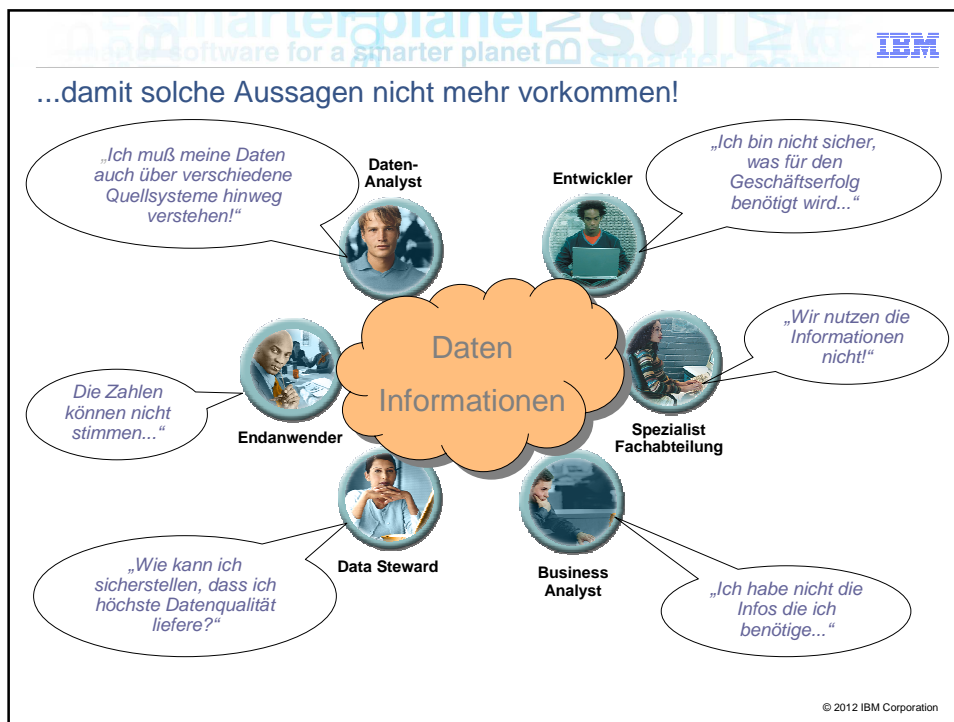 smarter planet
software for a smarter planet
IBM
...damit solche Aussagen nicht mehr vorkommen!
„Ich muß meine Daten
auch über verschiedene
Quellsysteme hinweg
verstehen!“
Daten-
Analyst
Entwickler
„Ich bin nicht sicher,
was für den
Geschäftserfolg
benötigt wird...“
Daten
Informationen
„Wir nutzen die
Informationen
nicht!“
Die Zahlen
können nicht
stimmen...“
Endanwender
Spezialist
Fachabteilung
„Wie kann ich
sicherstellen, dass ich
höchste Datenqualität
liefere?“
Data Steward
Business
Analyst
„Ich habe nicht die
Infos die ich
benötige...“
© 2012 IBM Corporation